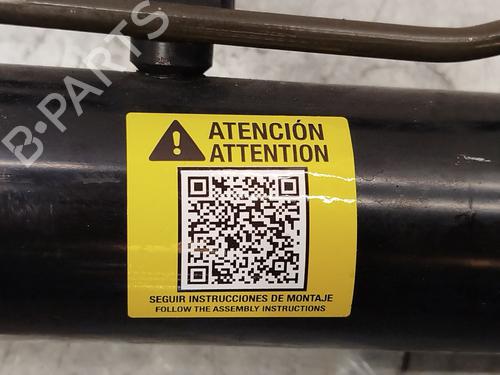 B-PARTS
ATENCIÓN
ATTENTION
SEGUIR INSTRUCCIONES DE MONTAJE
FOLLOW THE ASSEMBLY INSTRUCTIONS